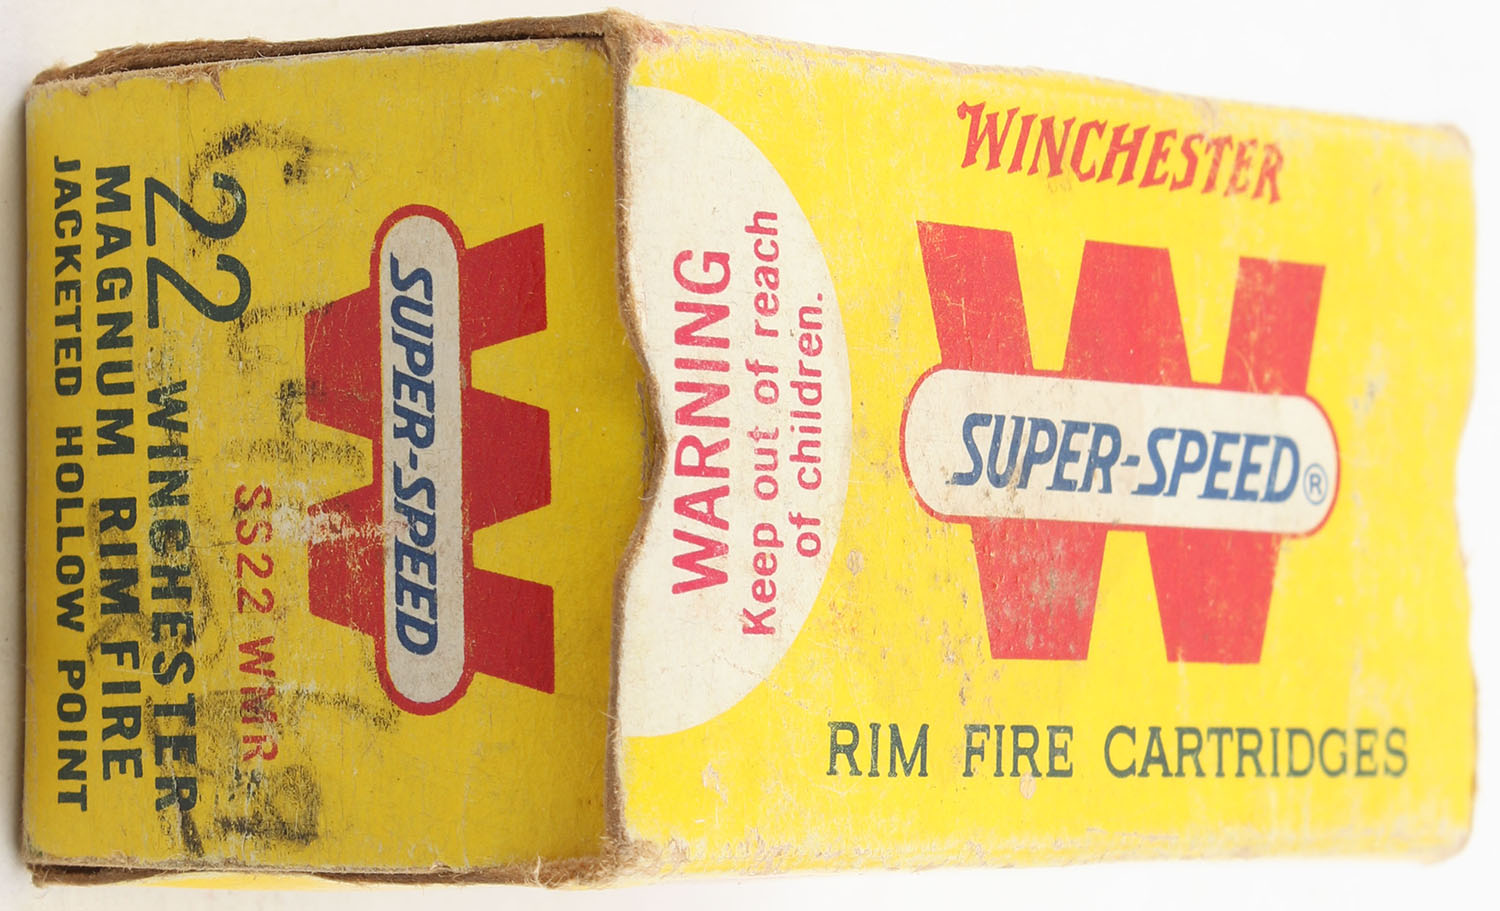 WINCHESTER
SUPER-SPEED®
RIM FIRE CARTRIDGES
WARNING
Keep out of reach
of children.
SUPER-SPEED
SS22 WMR
22 WINCHESTER
MAGNUM RIM FIRE
JACKETED HOLLOW POINT